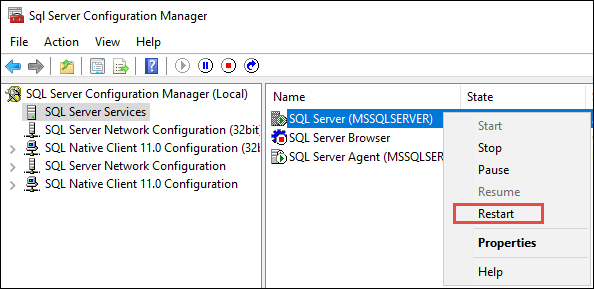 Sql Server Configuration Manager
File Action View Help
SQL Server Configuration Manager (Local)
SQL Server Services
SQL Server Network Configuration (32bit)
SQL Native Client 11.0 Configuration (32b
SQL Server Network Configuration
SQL Native Client 11.0 Configuration
Name State
SQL Server (MSSQLSERVER)
SQL Server Browser
SQL Server Agent (MSSQLSER
Start
Stop
Pause
Resume
Restart
Properties
Help